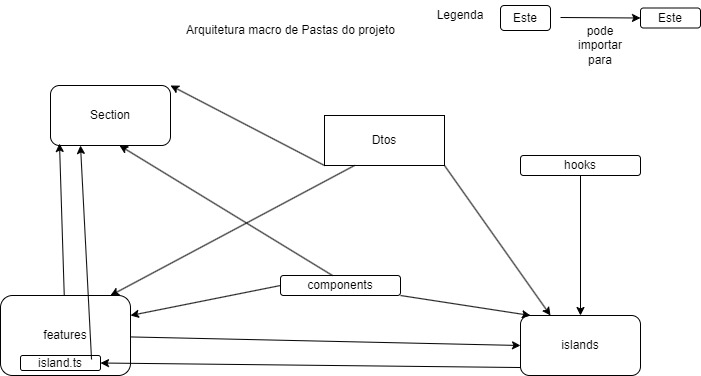 Arquitetura macro de Pastas do projeto
Legenda
Este
Este
pode
importar
para
Section
Dtos
hooks
components
features
island.ts
islands